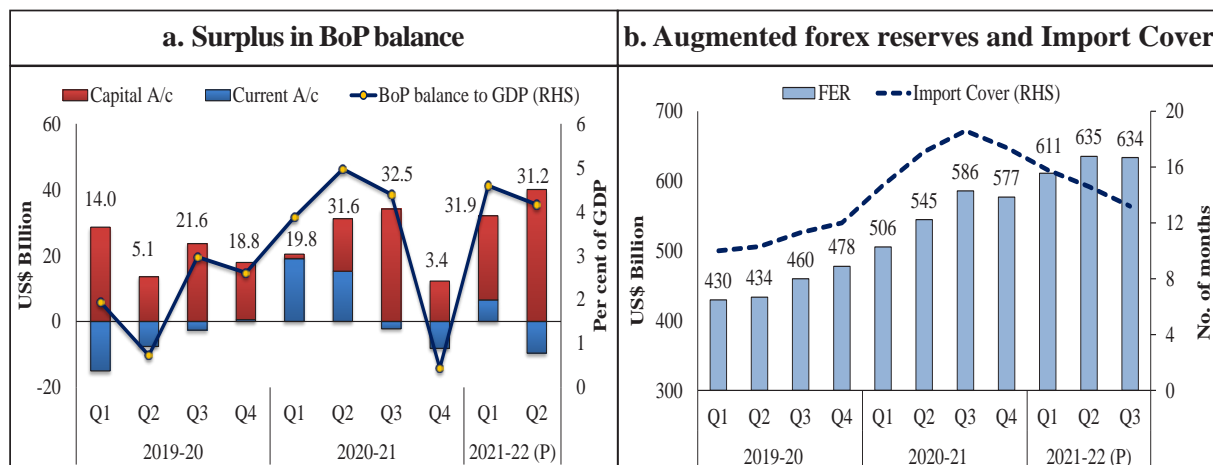 a. Surplus in BoP balance
Capital A/c Current A/c BoP balance to GDP (RHS)
US$ BIllion
60
40
20
0
-20
14.0 5.1 21.6 18.8 19.8 31.6 32.5 3.4 31.9 31.2
6
5
4
3
2
1
0
Per cent of GDP
Q1 Q2 Q3 Q4 Q1 Q2 Q3 Q4 Q1 Q2
2019-20 2020-21 2021-22 (P)
b. Augmented forex reserves and Import Cover
FER Import Cover (RHS)
US$ Billion
700
600
500
400
300
430 434 460 478 506 545 586 577 611 635 634
20
16
12
8
4
0
No. of months
Q1 Q2 Q3 Q4 Q1 Q2 Q3 Q4 Q1 Q2 Q3
2019-20 2020-21 2021-22 (P)